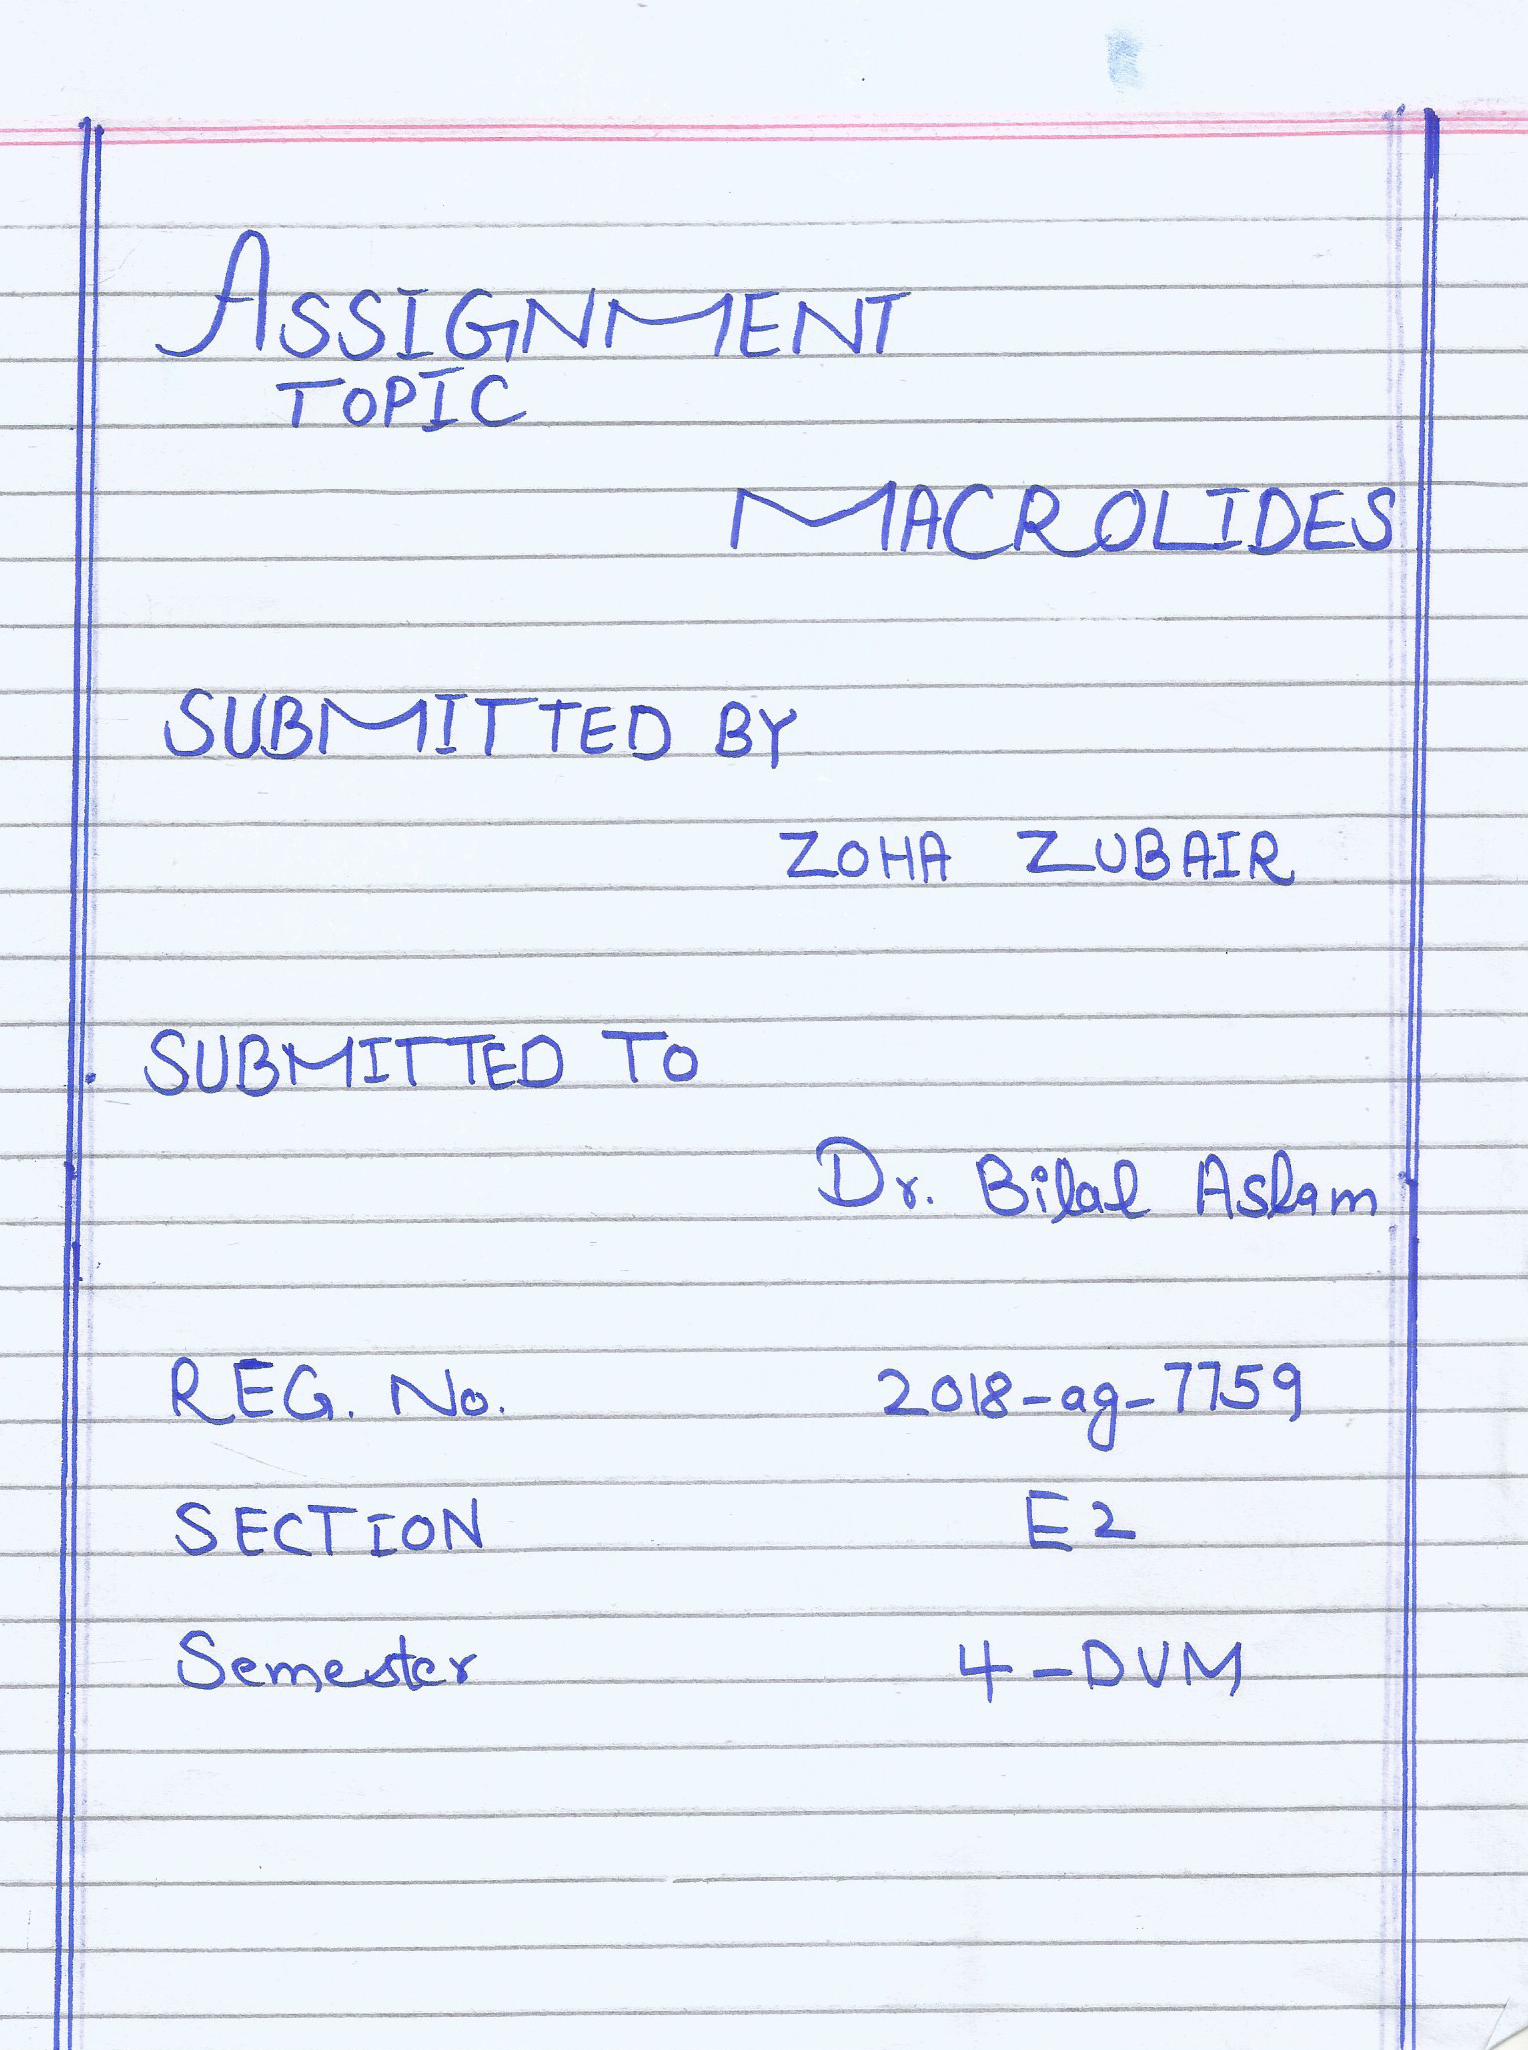 ASSIGNMENT
TOPIC
MACROLIDES
SUBMITTED BY
ZOHA ZUBAIR
SUBMITTED TO
Dr. Bilal Aslam
REG. No. 2018-ag-7759
SECTION E2
Semester 4-DVM